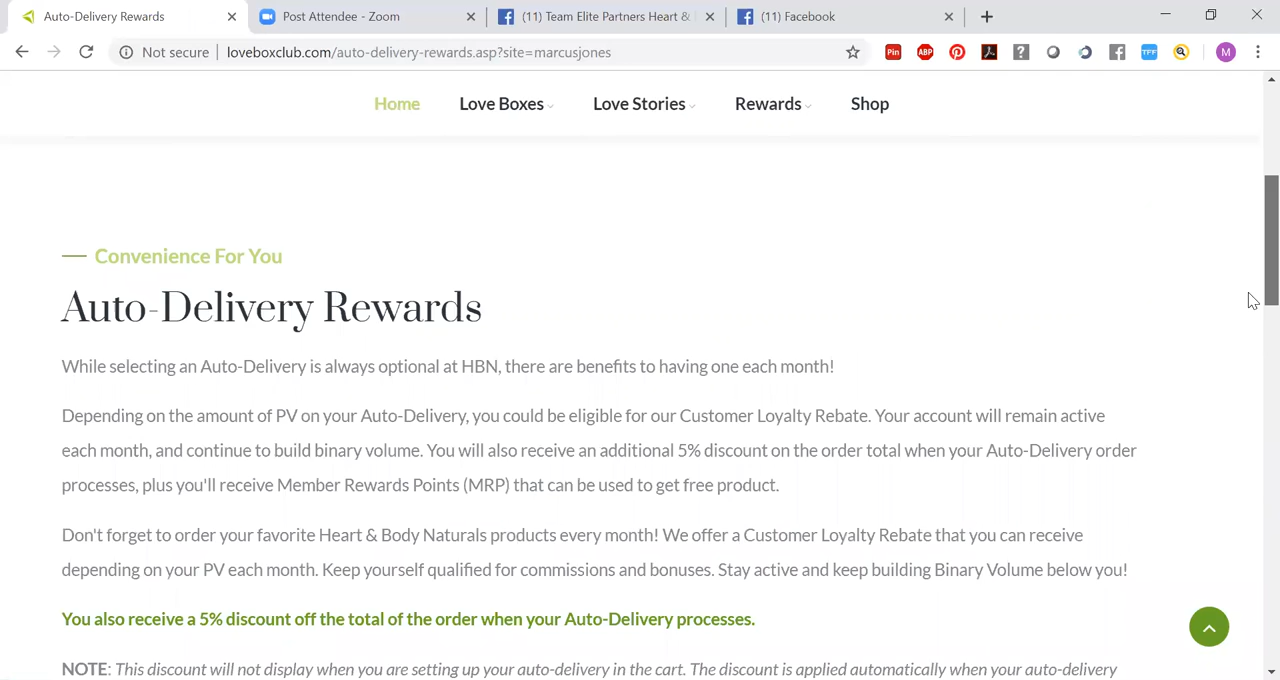 Auto-Delivery Rewards
Post Attendee - Zoom
(11) Team Elite Partners Heart &
(11) Facebook
Not secure
loveboxclub.com/auto-delivery-rewards.asp?site=marcusjones
Pin
ABP
?
TFF
M
Home
Love Boxes
Love Stories
Rewards
Shop
Convenience For You
Auto-Delivery Rewards
While selecting an Auto-Delivery is always optional at HBN, there are benefits to having one each month!
Depending on the amount of PV on your Auto-Delivery, you could be eligible for our Customer Loyalty Rebate. Your account will remain active
each month, and continue to build binary volume. You will also receive an additional 5% discount on the order total when your Auto-Delivery order
processes, plus you'll receive Member Rewards Points (MRP) that can be used to get free product.
Don't forget to order your favorite Heart & Body Naturals products every month! We offer a Customer Loyalty Rebate that you can receive
depending on your PV each month. Keep yourself qualified for commissions and bonuses. Stay active and keep building Binary Volume below you!
You also receive a 5% discount off the total of the order when your Auto-Delivery processes.
NOTE: This discount will not display when you are setting up your auto-delivery in the cart. The discount is applied automatically when your auto-delivery